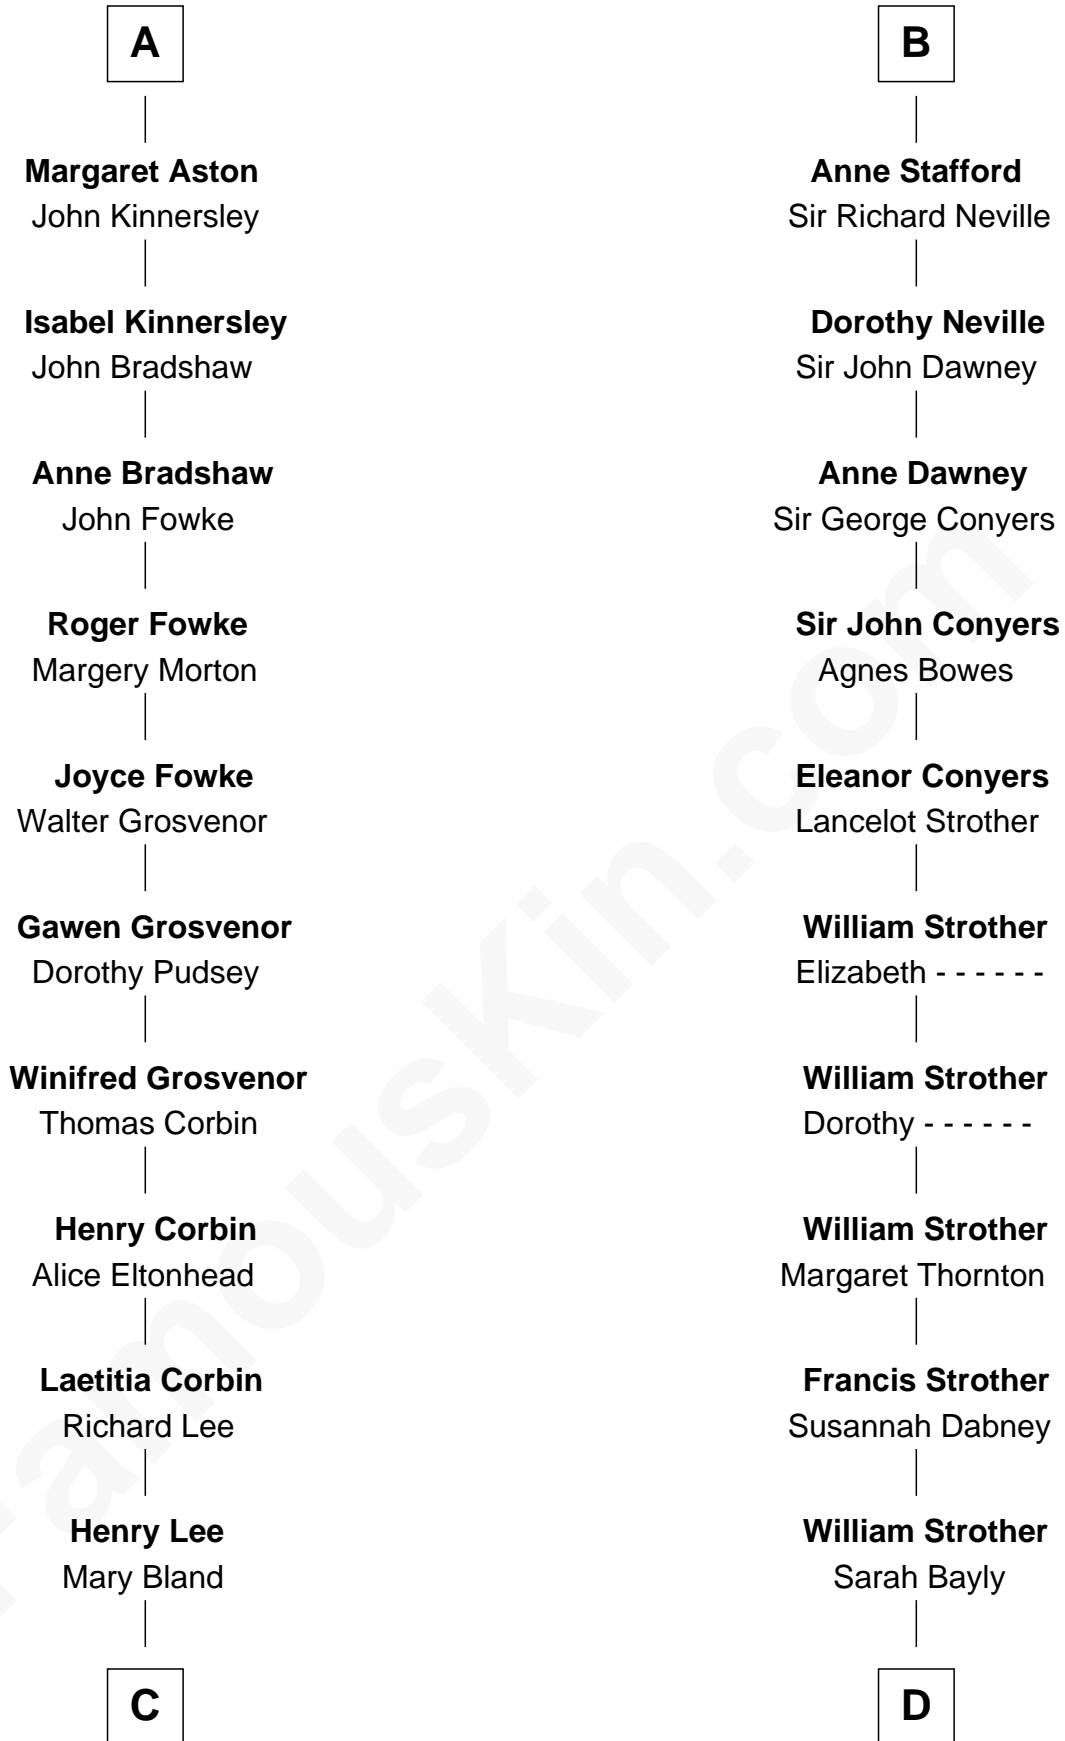 A
Margaret Aston
John Kinnersley
Isabel Kinnersley
John Bradshaw
Anne Bradshaw
John Fowke
Roger Fowke
Margery Morton
Joyce Fowke
Walter Grosvenor
Gawen Grosvenor
Dorothy Pudsey
Winifred Grosvenor
Thomas Corbin
Henry Corbin
Alice Eltonhead
Laetitia Corbin
Richard Lee
Henry Lee
Mary Bland
C
B
Anne Stafford
Sir Richard Neville
Dorothy Neville
Sir John Dawney
Anne Dawney
Sir George Conyers
Sir John Conyers
Agnes Bowes
Eleanor Conyers
Lancelot Strother
William Strother
Elizabeth - - - - - -
William Strother
Dorothy - - - - - -
William Strother
Margaret Thornton
Francis Strother
Susannah Dabney
William Strother
Sarah Bayly
D
FamousKin.com